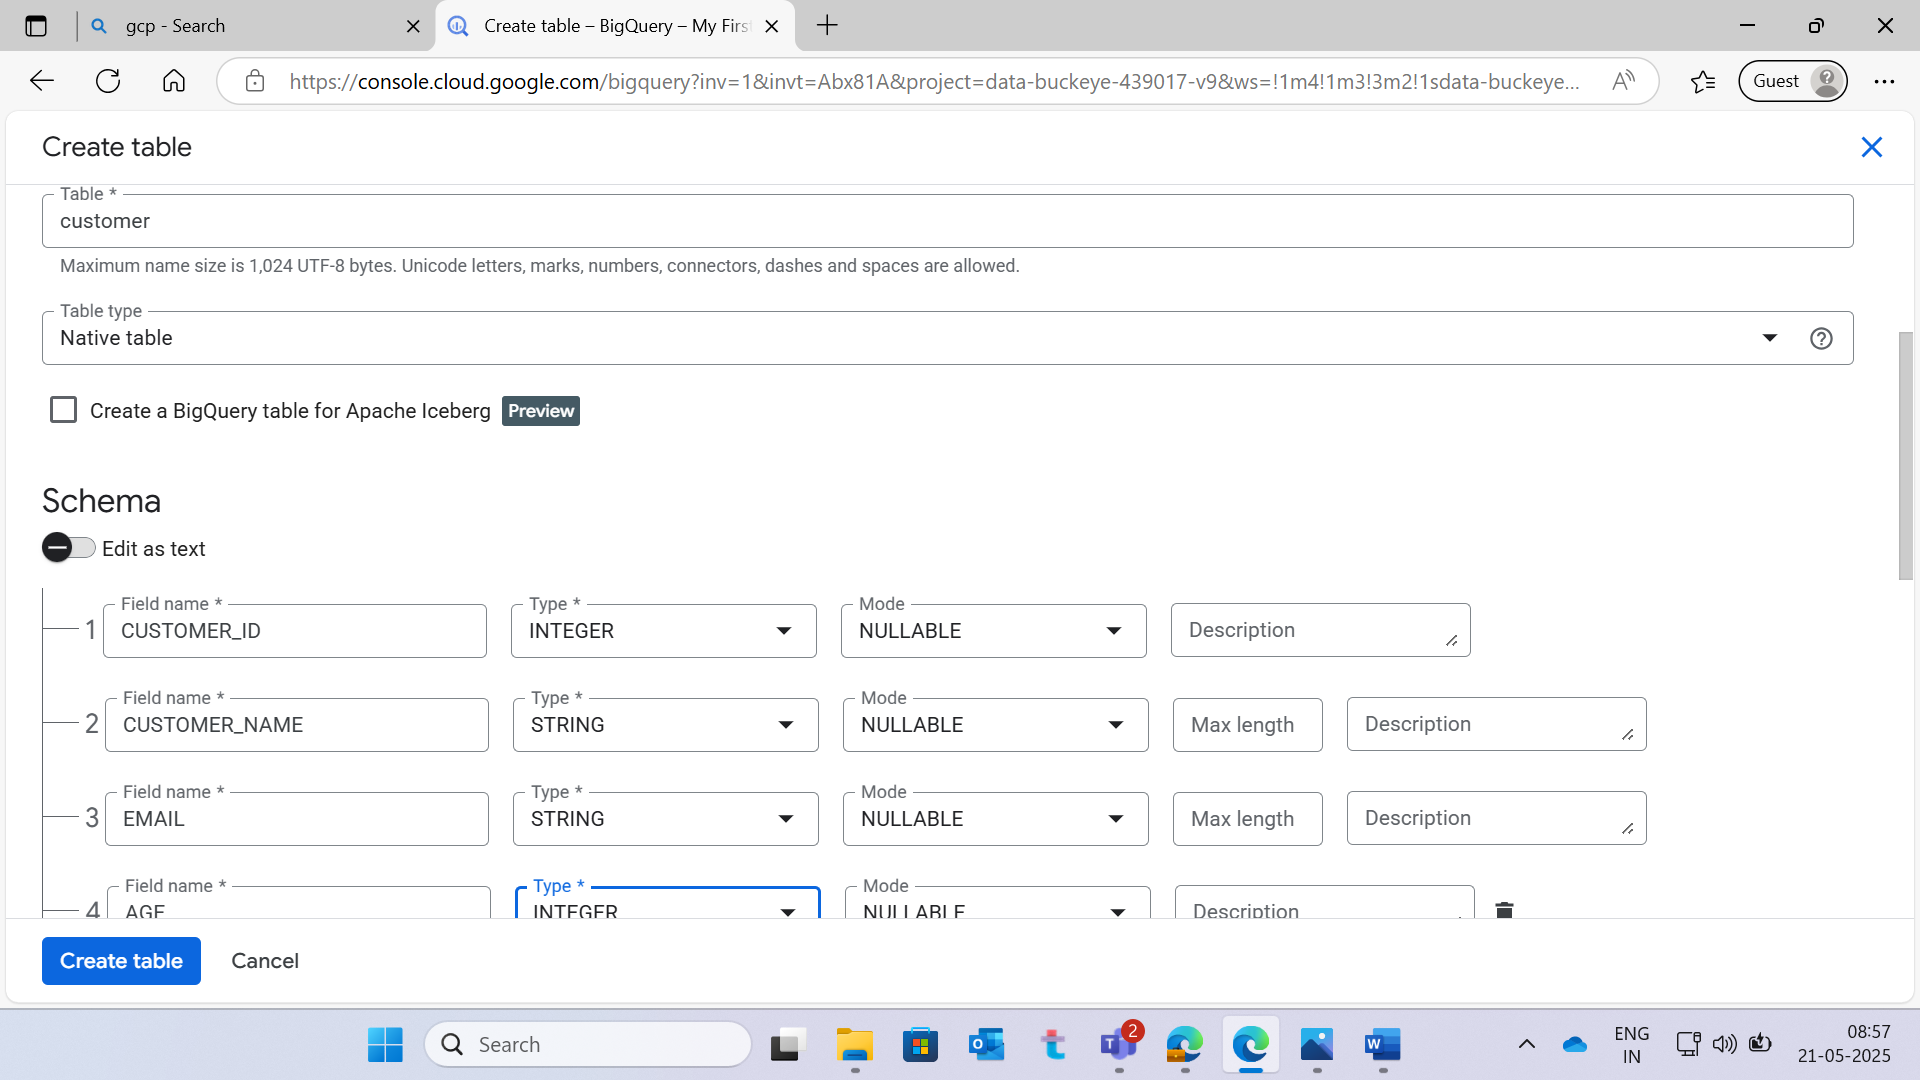 gcp - Search
Create table – BigQuery – My Firs
https://console.cloud.google.com/bigquery?inv=1&invt=Abx81A&project=data-buckeye-439017-v9&ws=!1m4!1m3!3m2!1sdata-buckeye...
Guest
Create table
Table *
customer
Maximum name size is 1,024 UTF-8 bytes. Unicode letters, marks, numbers, connectors, dashes and spaces are allowed.
Table type
Native table
Create a BigQuery table for Apache Iceberg Preview
Schema
Edit as text
Field name * Type * Mode
1 CUSTOMER_ID INTEGER NULLABLE Description
Field name * Type * Mode
2 CUSTOMER_NAME STRING NULLABLE Max length Description
Field name * Type * Mode
3 EMAIL STRING NULLABLE Max length Description
Field name * Type * Mode
4 AGE INTEGER NULLABLE Description
Create table Cancel
Search
2
ENG
IN
08:57
21-05-2025